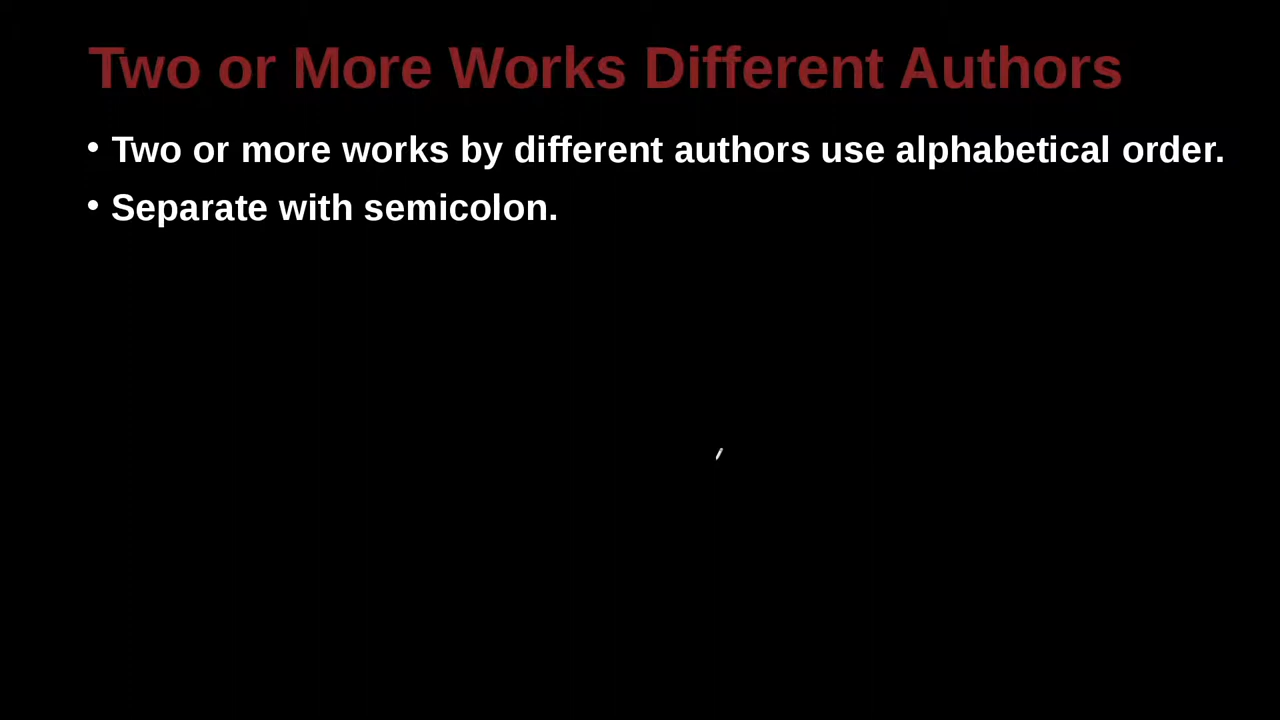 Two or More Works Different Authors
• Two or more works by different authors use alphabetical order.
• Separate with semicolon.